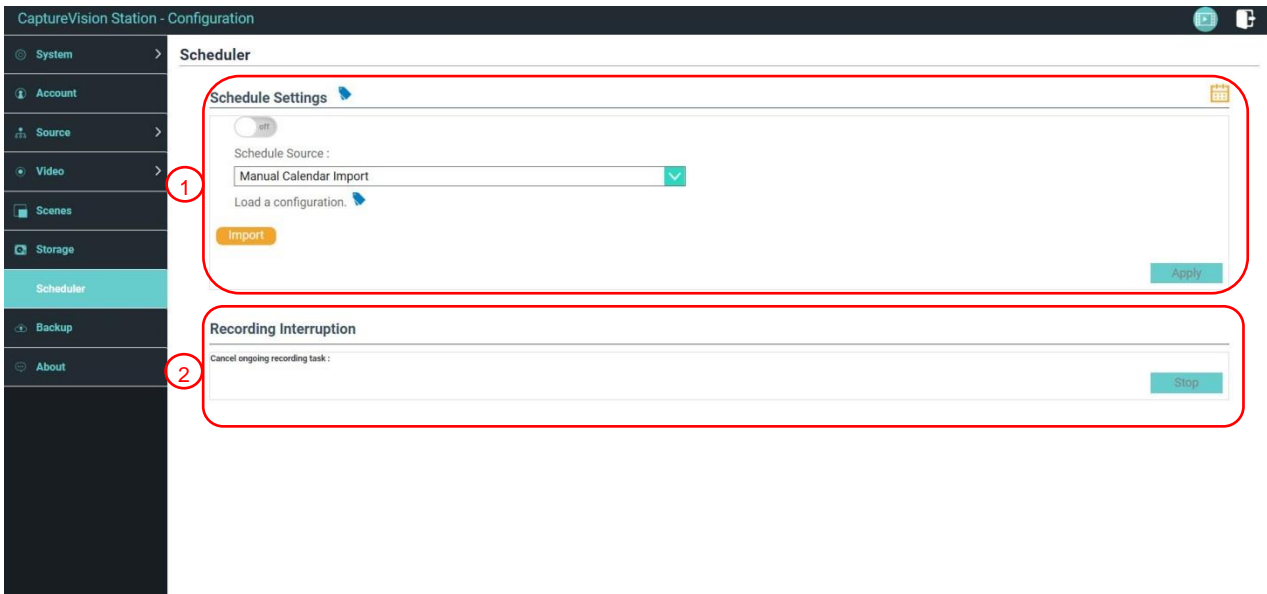 CaptureVision Station - Configuration
System
Account
Source
Video
Scenes
Storage
Scheduler
Backup
About
Scheduler
1
Schedule Settings
off
Schedule Source :
Manual Calendar Import
Load a configuration.
Import
Apply
2
Recording Interruption
Cancel ongoing recording task :
Stop